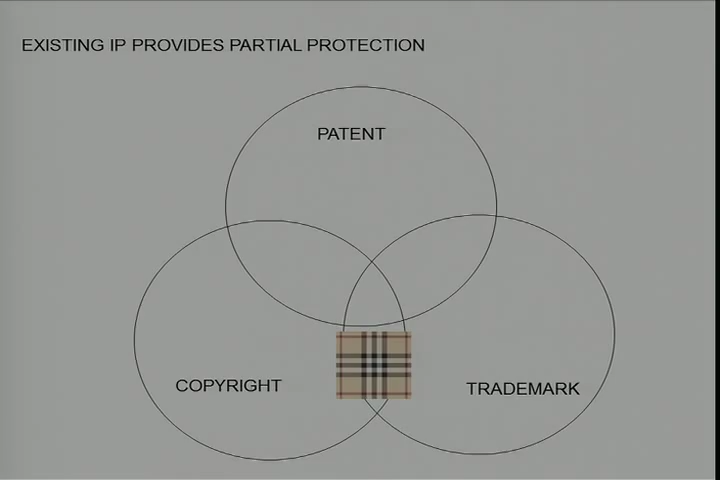 EXISTING IP PROVIDES PARTIAL PROTECTION
PATENT
COPYRIGHT
TRADEMARK